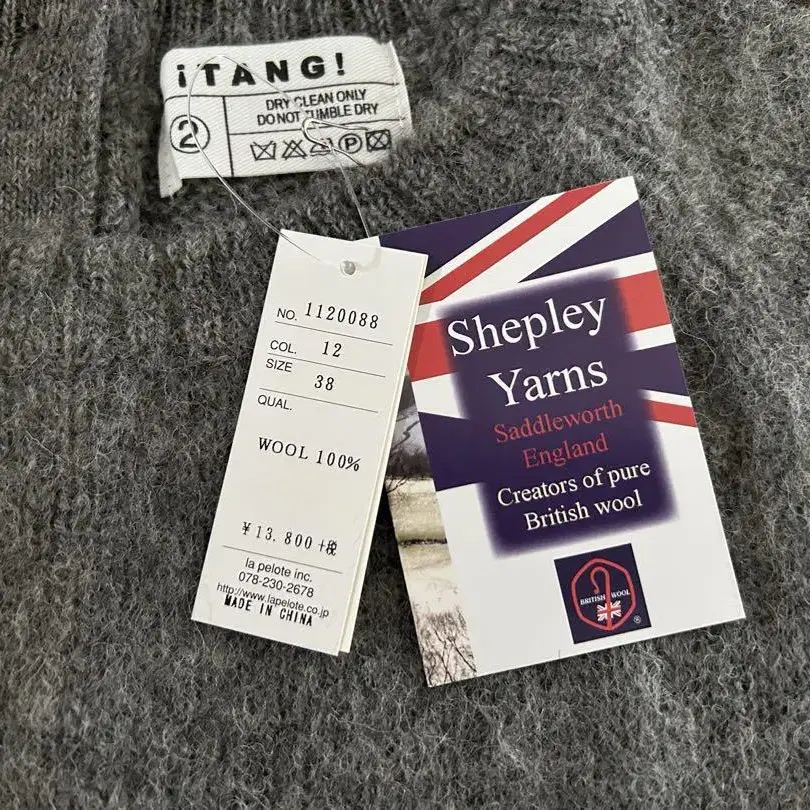 ¡TANG!
2
DRY CLEAN ONLY
DO NOT TUMBLE DRY
P
NO. 1120088
COL. 12
SIZE 38
QUAL.
WOOL 100%
¥13.800+税
la pelote inc.
078-230-2678
http://www.lapelote.co.jp
MADE IN CHINA
Shepley
Yarns
Saddleworth
England
Creators of pure
British wool
BRITISH WOOL
®